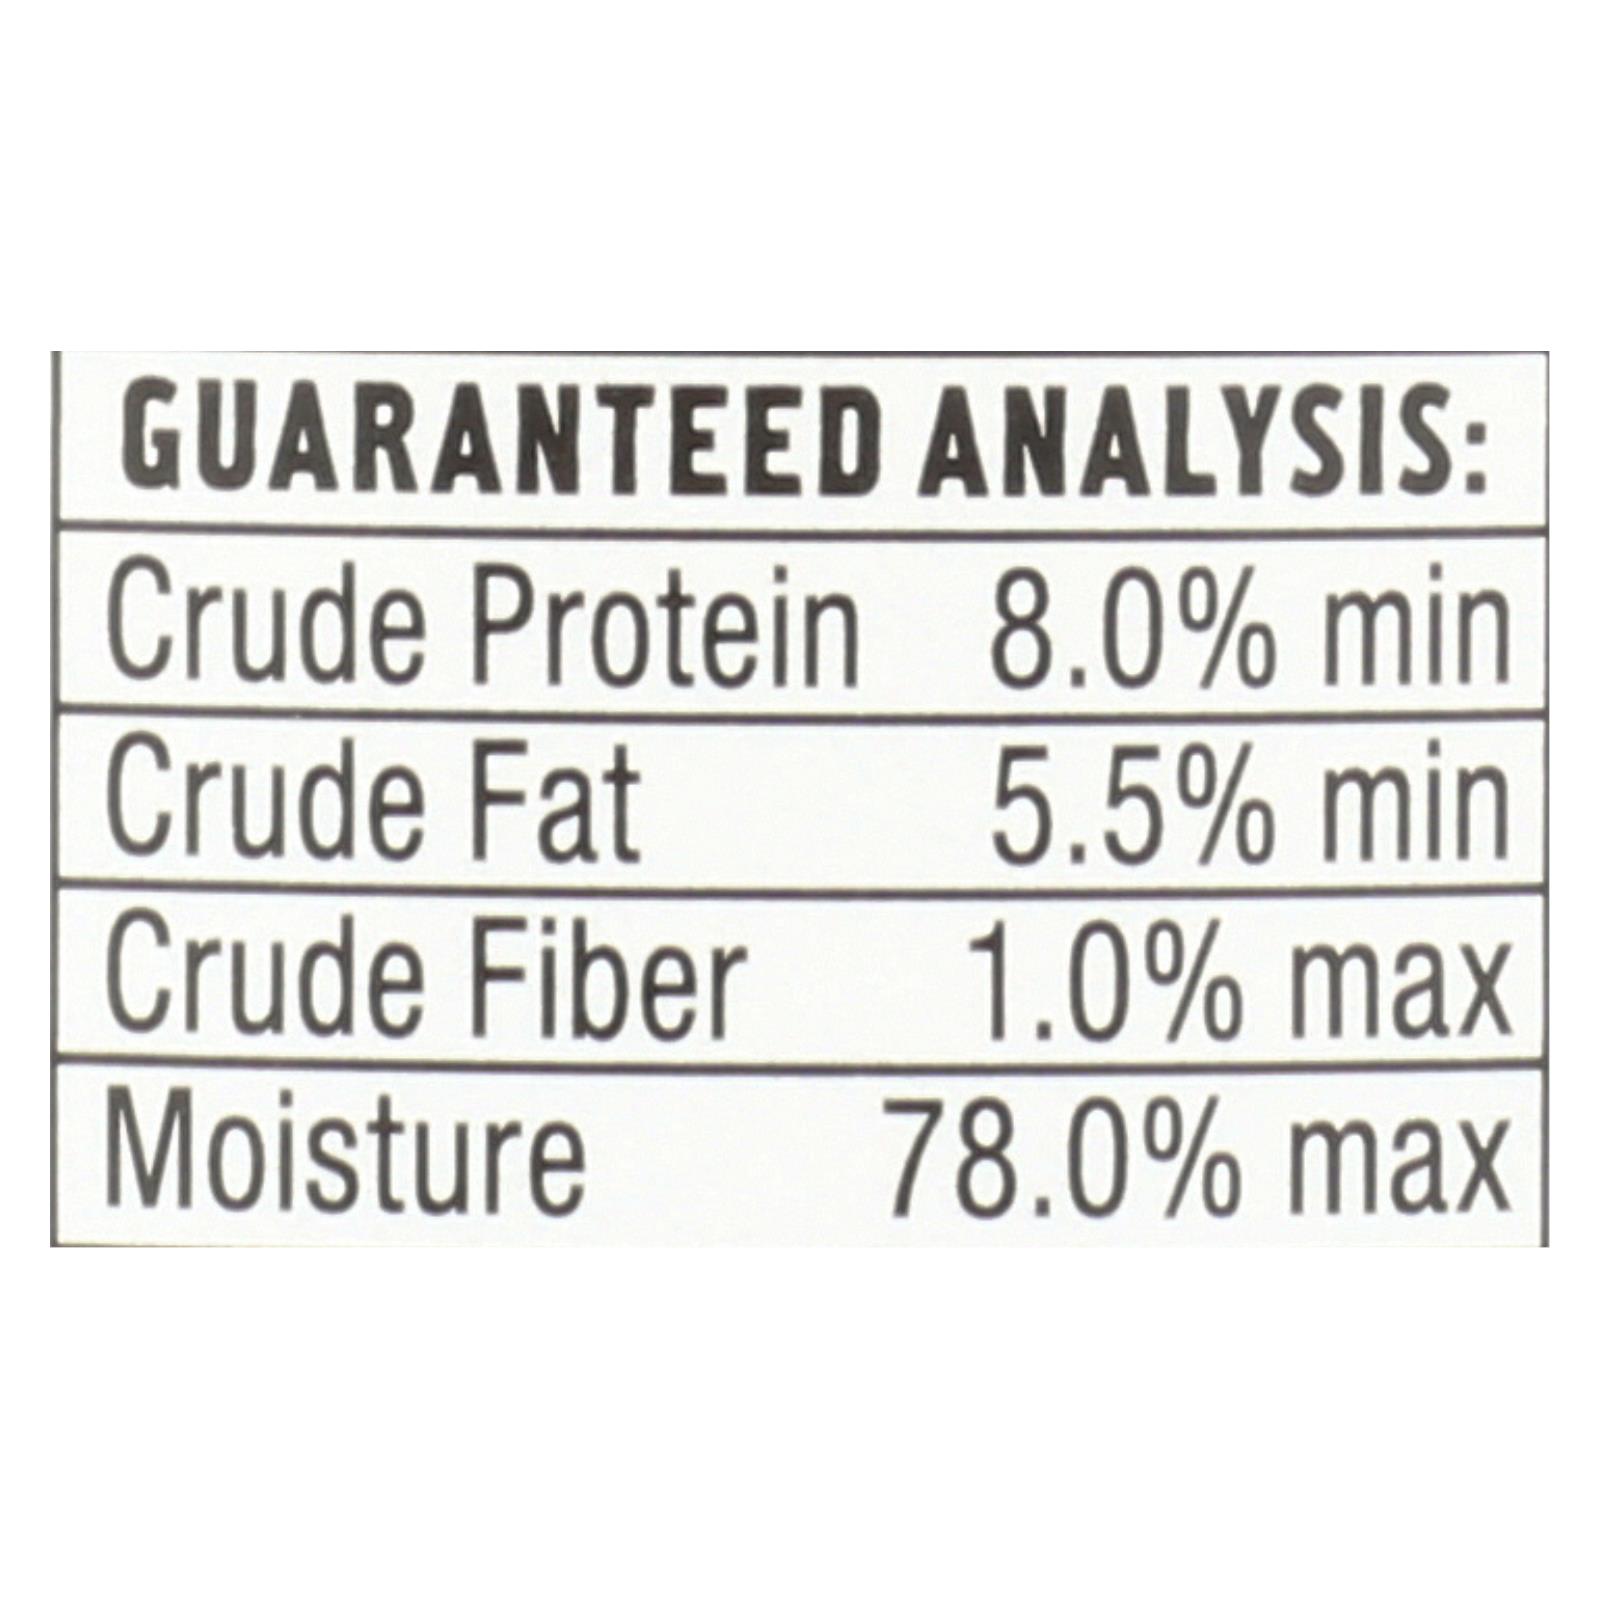 GUARANTEED ANALYSIS:
Crude Protein 8.0% min
Crude Fat 5.5% min
Crude Fiber 1.0% max
Moisture 78.0% max